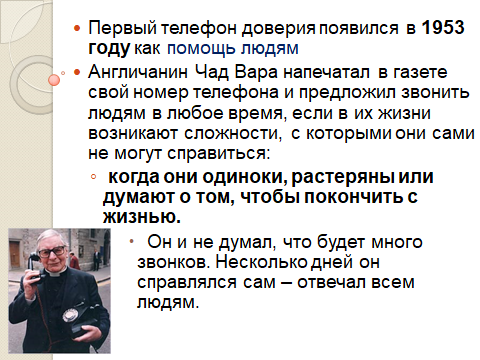 Первый телефон доверия появился в 1953
году как помощь людям
Англичанин Чад Вара напечатал в газете
свой номер телефона и предложил звонить
людям в любое время, если в их жизни
возникают сложности, с которыми они сами
не могут справиться:
когда они одиноки, растеряны или
думают о том, чтобы покончить с
жизнью.
Он и не думал, что будет много
звонков. Несколько дней он
справлялся сам – отвечал всем
людям.